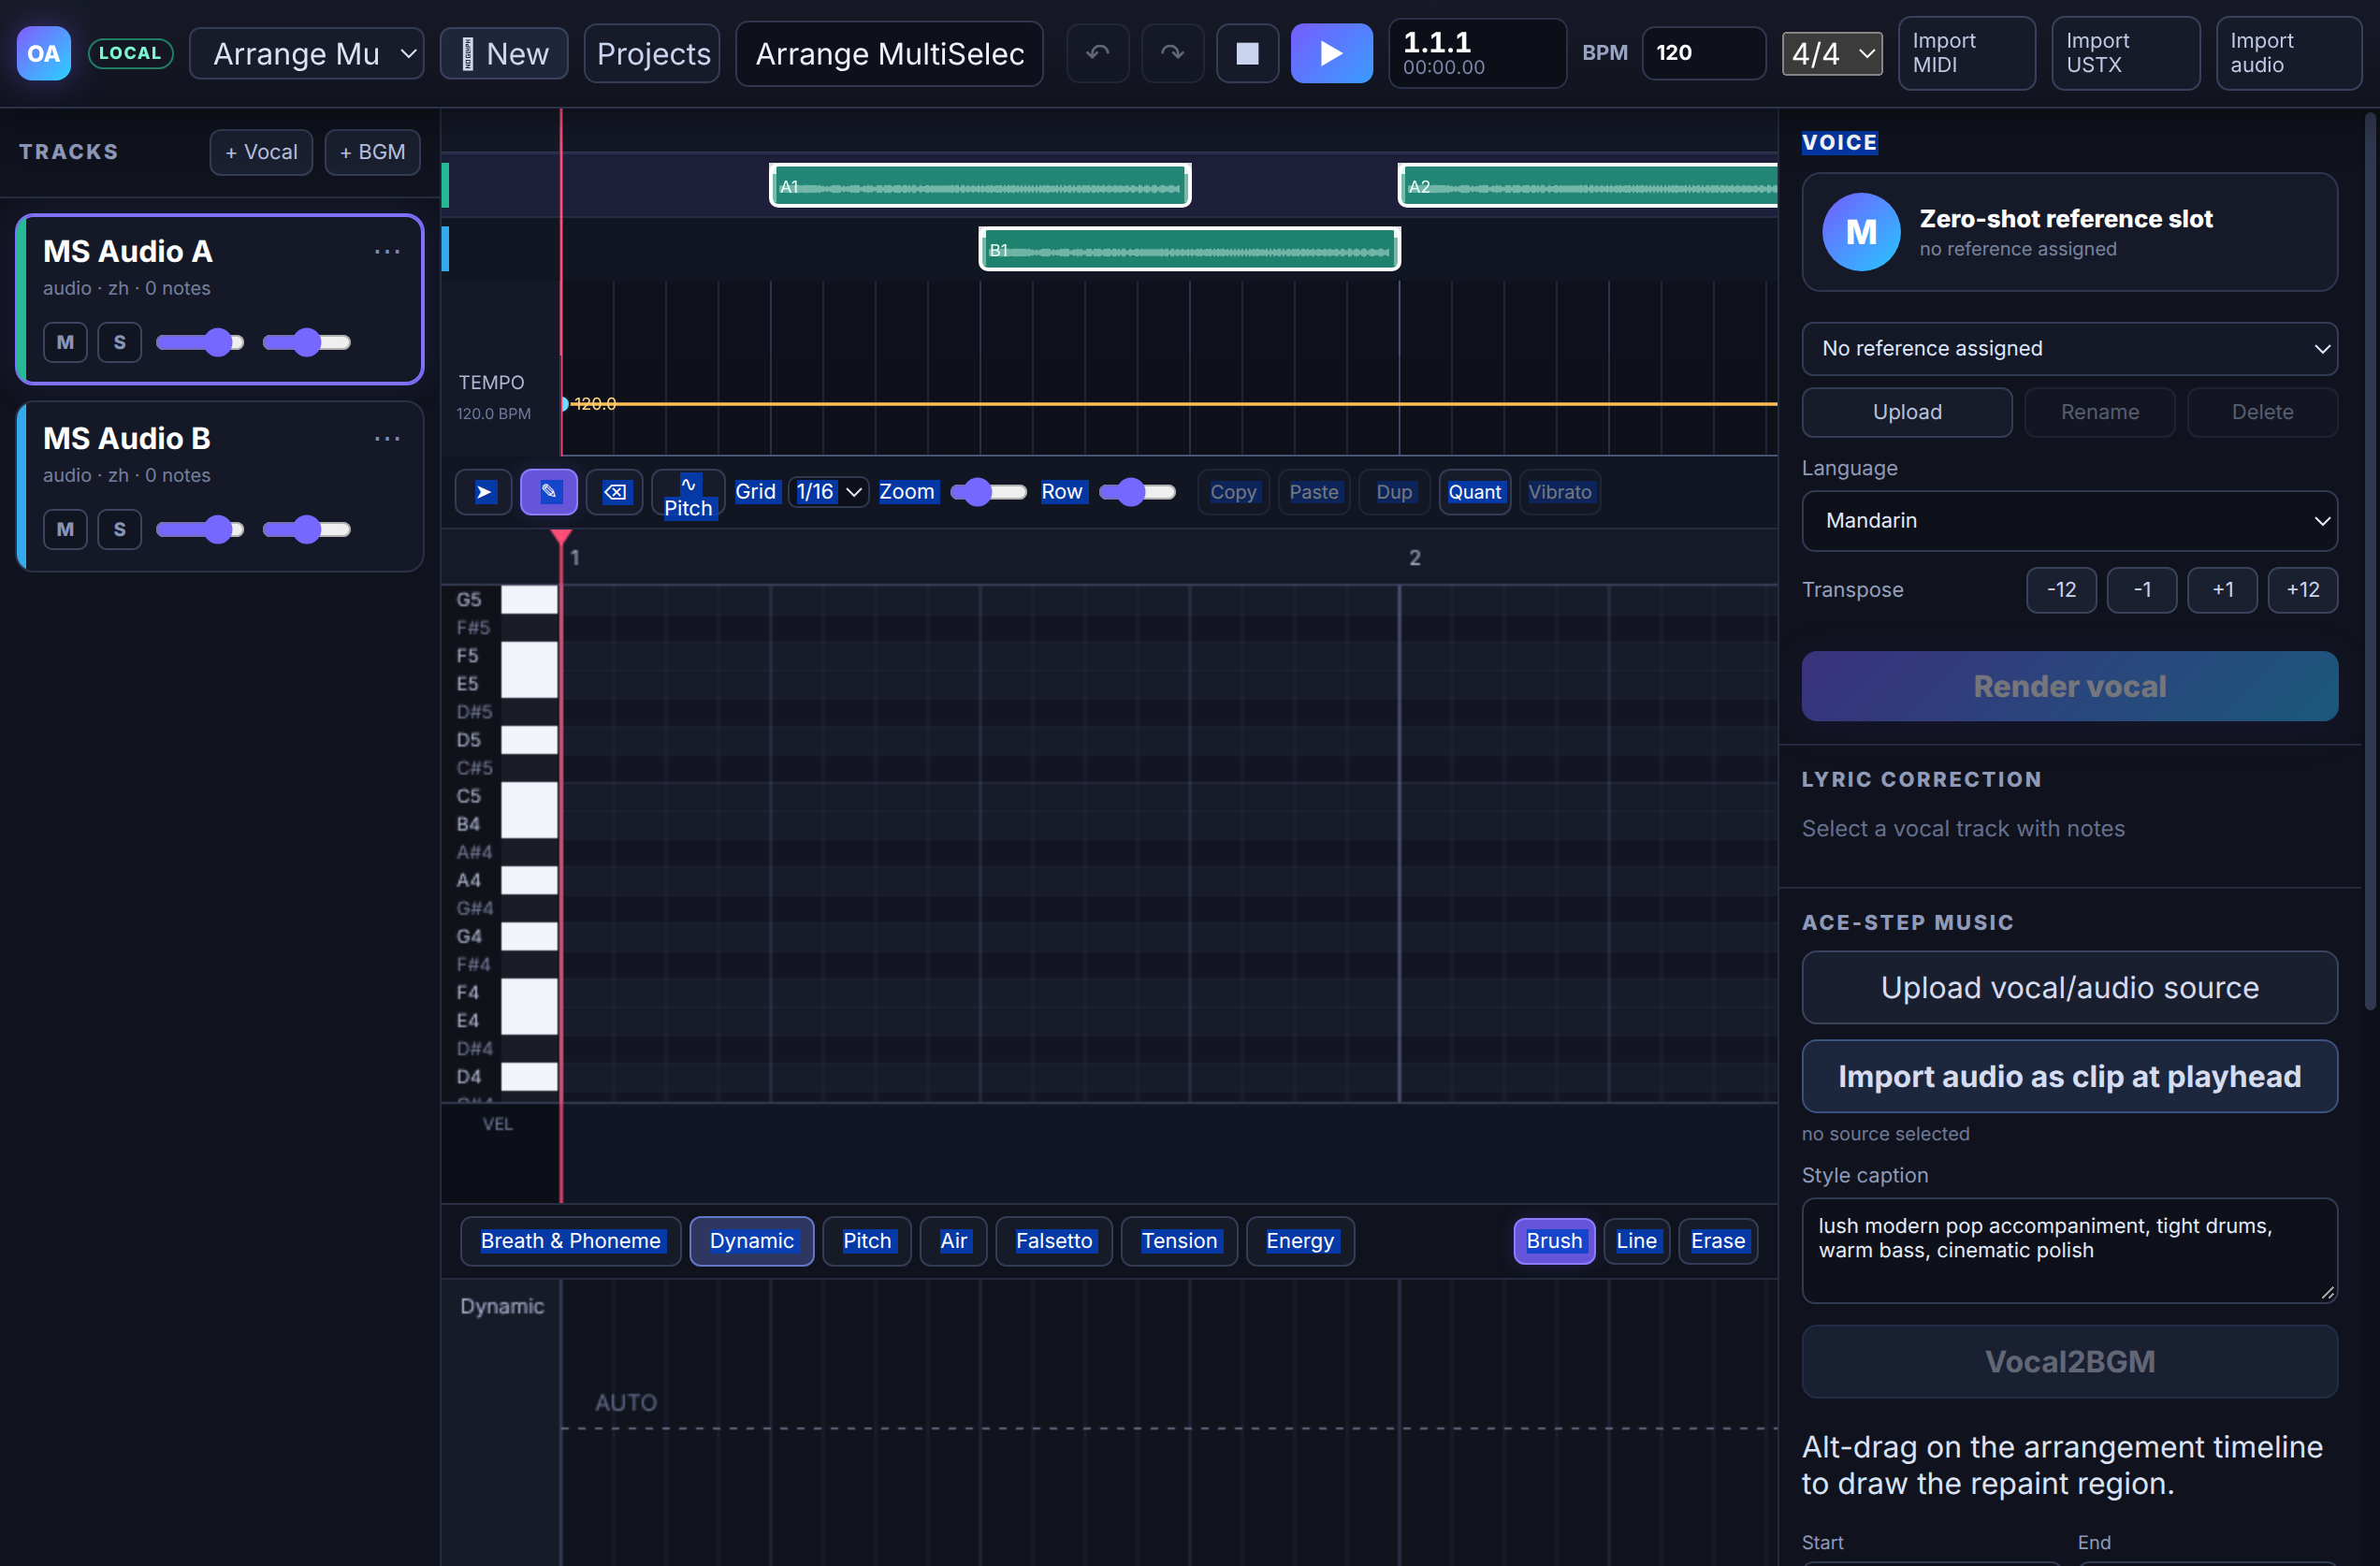 OA
LOCAL
Arrange Mu
New
Projects
Arrange MultiSelec
1.1.1
00:00.00
BPM
120
4/4
Import
MIDI
Import
USTX
Import
audio
TRACKS
+ Vocal
+ BGM
MS Audio A
audio · zh · 0 notes
M
S
MS Audio B
audio · zh · 0 notes
M
S
A1
A2
B1
TEMPO
120.0 BPM
120.0
∿
Pitch
Grid
1/16
Zoom
Row
Copy
Paste
Dup
Quant
Vibrato
1
2
G5
F#5
F5
E5
D#5
D5
C#5
C5
B4
A#4
A4
G#4
G4
F#4
F4
E4
D#4
D4
VEL
Breath & Phoneme
Dynamic
Pitch
Air
Falsetto
Tension
Energy
Brush
Line
Erase
Dynamic
AUTO
VOICE
M
Zero-shot reference slot
no reference assigned
No reference assigned
Upload
Rename
Delete
Language
Mandarin
Transpose
-12
-1
+1
+12
Render vocal
LYRIC CORRECTION
Select a vocal track with notes
ACE-STEP MUSIC
Upload vocal/audio source
Import audio as clip at playhead
no source selected
Style caption
lush modern pop accompaniment, tight drums,
warm bass, cinematic polish
Vocal2BGM
Alt-drag on the arrangement timeline
to draw the repaint region.
Start
End